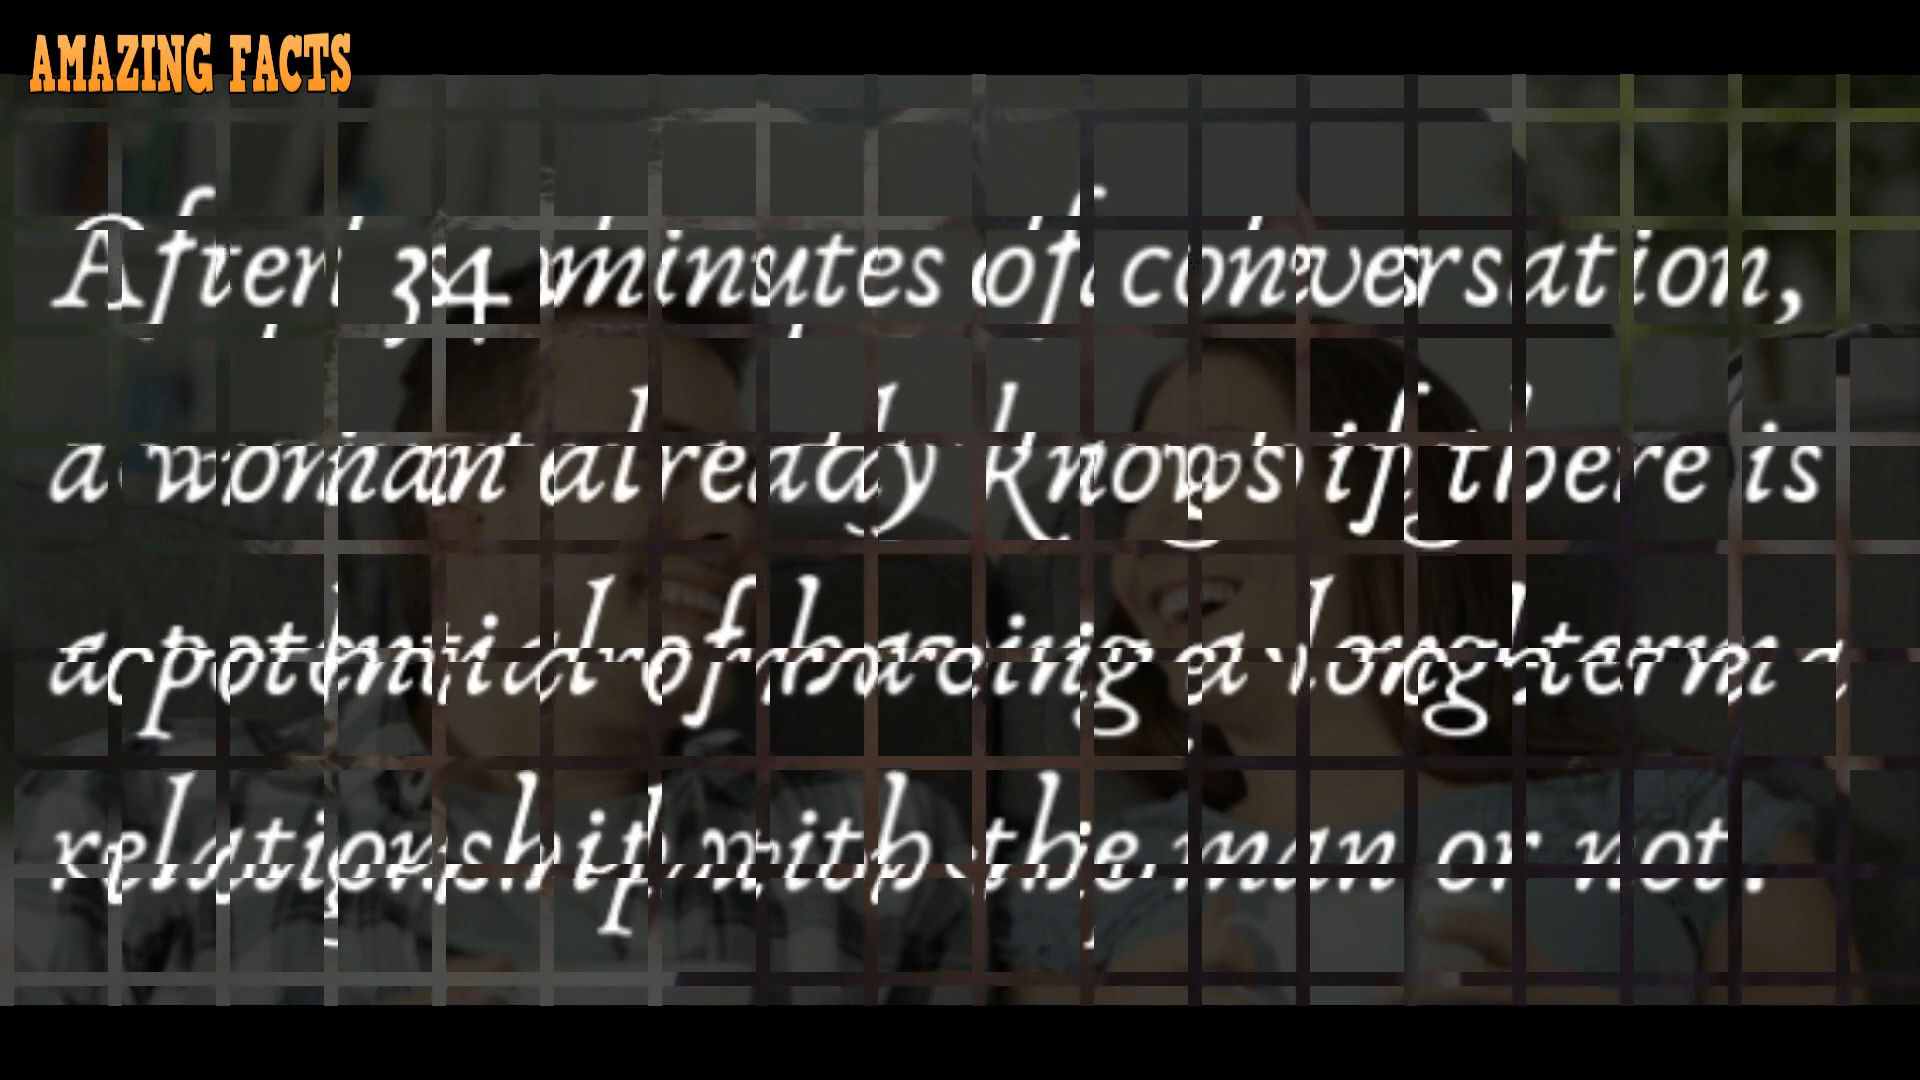 AMAZING FACTS
After 34 minutes of conversation,
a woman already knows if there is
a potential of having a long term
relationship with the man or not.